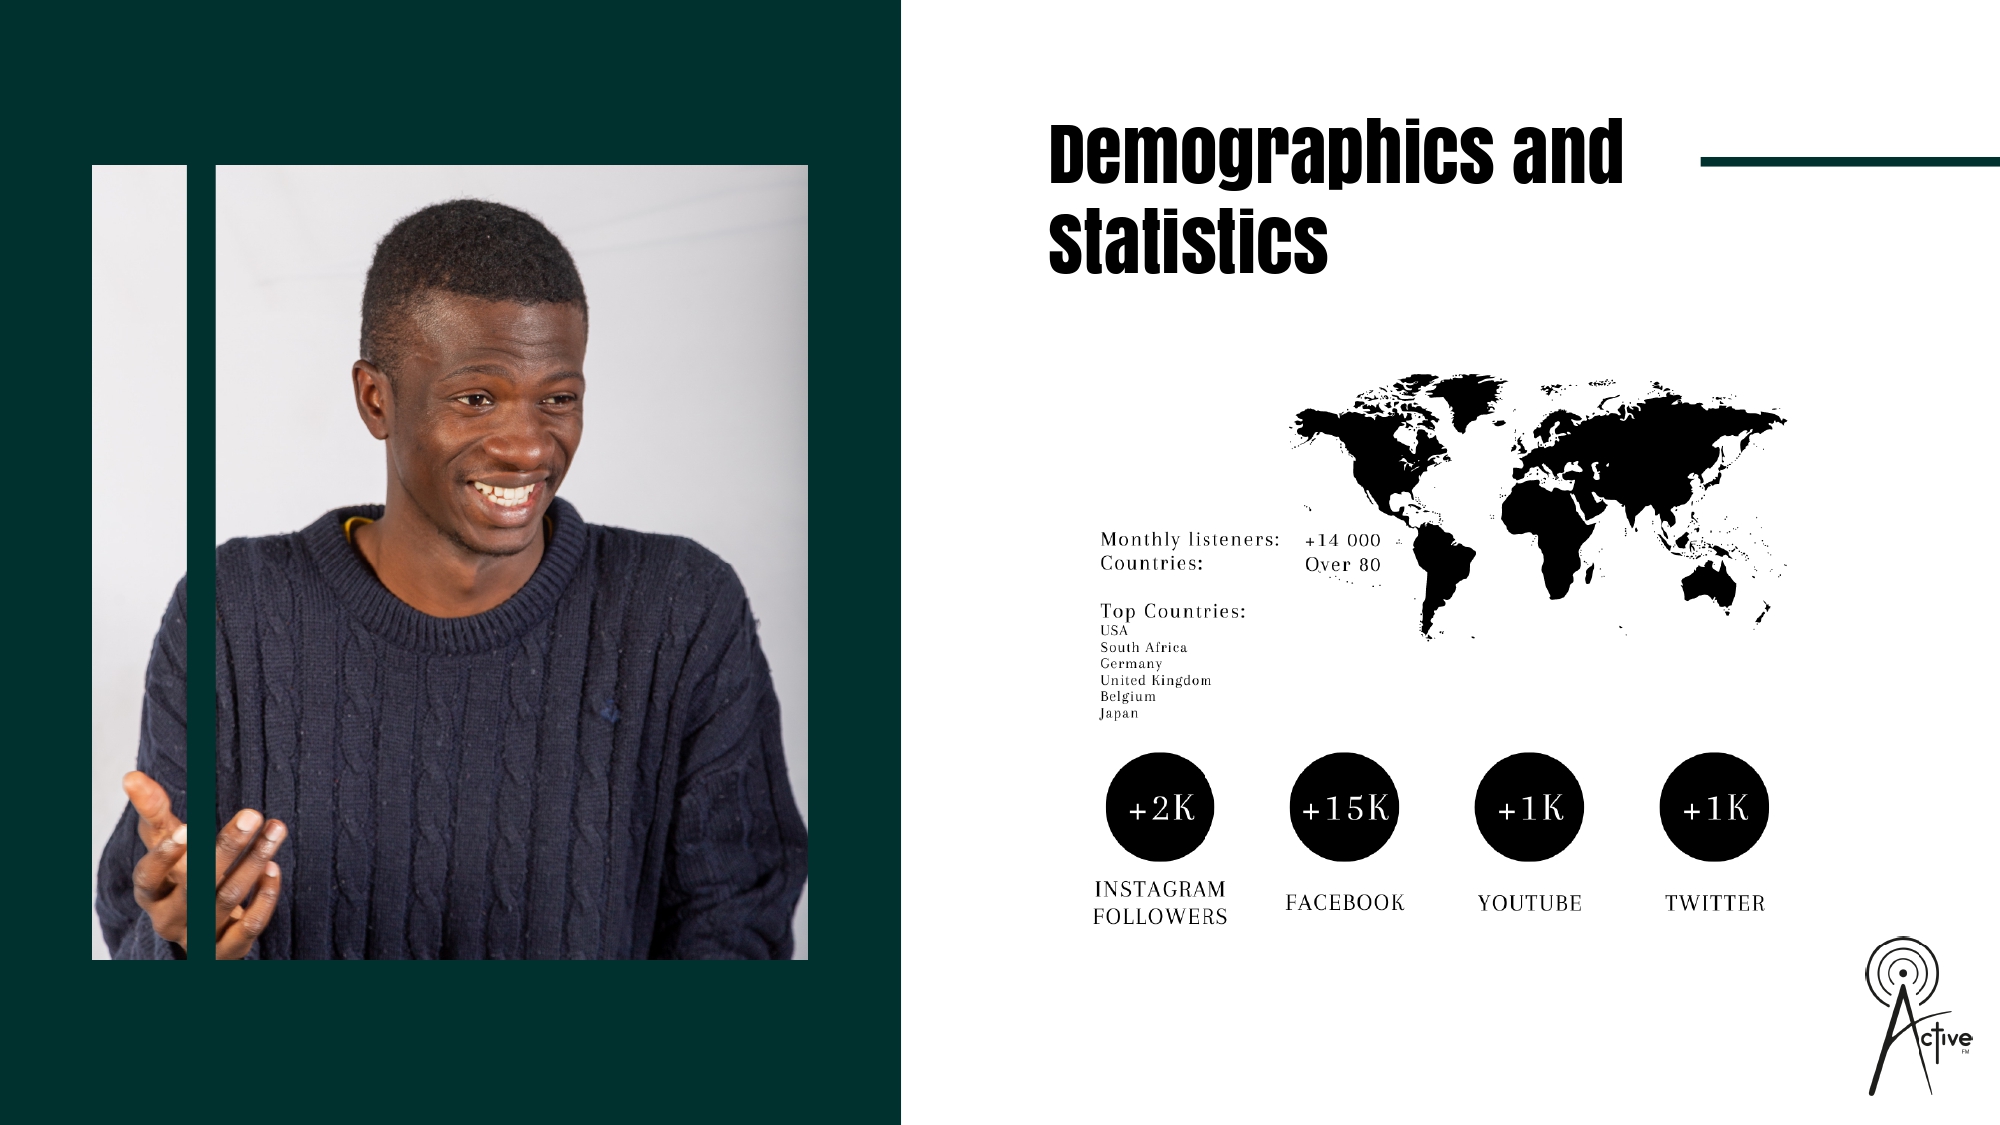 Demographics and
Statistics
Monthly listeners: +14 000
Countries: Over 80
Top Countries:
USA
South Africa
Germany
United Kingdom
Belgium
Japan
+2K
+15K
+1K
+1K
INSTAGRAM
FOLLOWERS
FACEBOOK
YOUTUBE
TWITTER
Active
FM